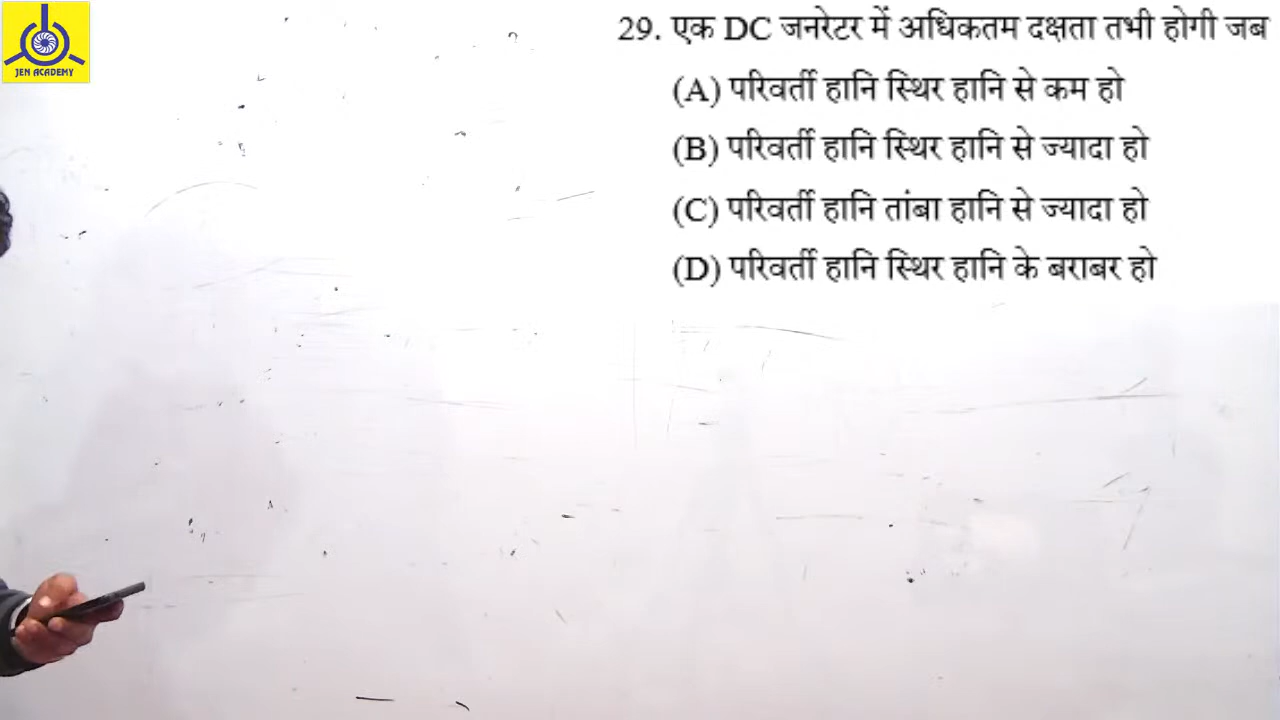 JEN ACADEMY
29. एक DC जनरेटर में अधिकतम दक्षता तभी होगी जब
(A) परिवर्ती हानि स्थिर हानि से कम हो
(B) परिवर्ती हानि स्थिर हानि से ज्यादा हो
(C) परिवर्ती हानि तांबा हानि से ज्यादा हो
(D) परिवर्ती हानि स्थिर हानि के बराबर हो